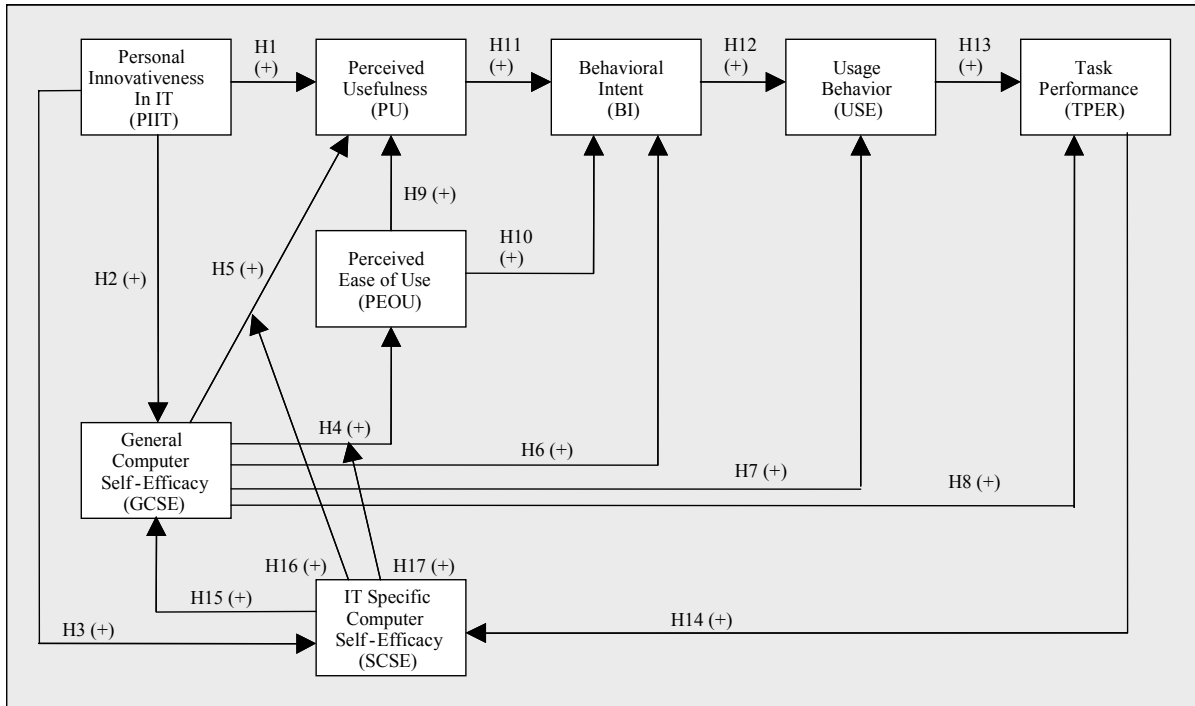 Personal
Innovativeness
In IT
(PIIT)
H1
(+)
Perceived
Usefulness
(PU)
H11
(+)
Behavioral
Intent
(BI)
H12
(+)
Usage
Behavior
(USE)
H13
(+)
Task
Performance
(TPER)
H9 (+)
H2 (+)
H5 (+)
Perceived
Ease of Use
(PEOU)
H10
(+)
General
Computer
Self-Efficacy
(GCSE)
H4 (+)
H6 (+)
H7 (+)
H8 (+)
H16 (+)
H17 (+)
H15 (+)
H3 (+)
IT Specific
Computer
Self-Efficacy
(SCSE)
H14 (+)